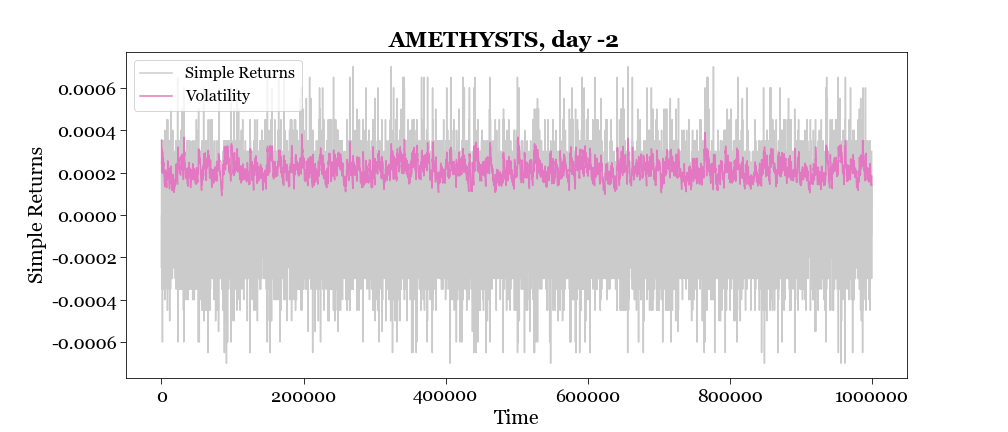 AMETHYSTS, day -2
Simple Returns
Volatility
Simple Returns
0.0006
0.0004
0.0002
0.0000
-0.0002
-0.0004
-0.0006
0 200000 400000 600000 800000 1000000
Time